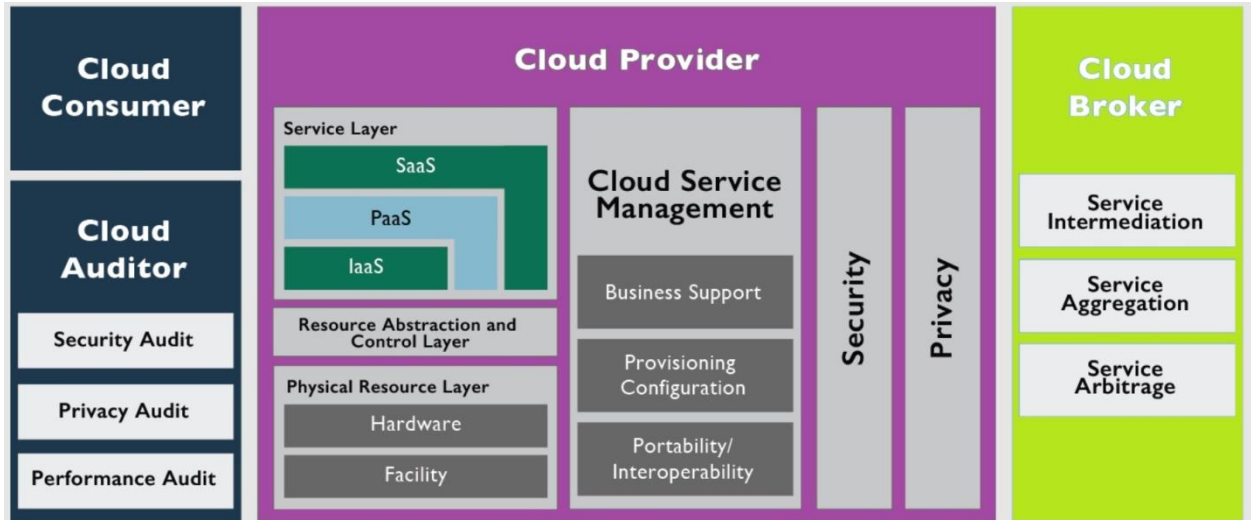 Cloud
Consumer
Cloud
Auditor
Security Audit
Privacy Audit
Performance Audit
Cloud Provider
Service Layer
SaaS
PaaS
IaaS
Resource Abstraction and
Control Layer
Physical Resource Layer
Hardware
Facility
Cloud Service
Management
Business Support
Provisioning
Configuration
Portability/
Interoperability
Security
Privacy
Cloud
Broker
Service
Intermediation
Service
Aggregation
Service
Arbitrage